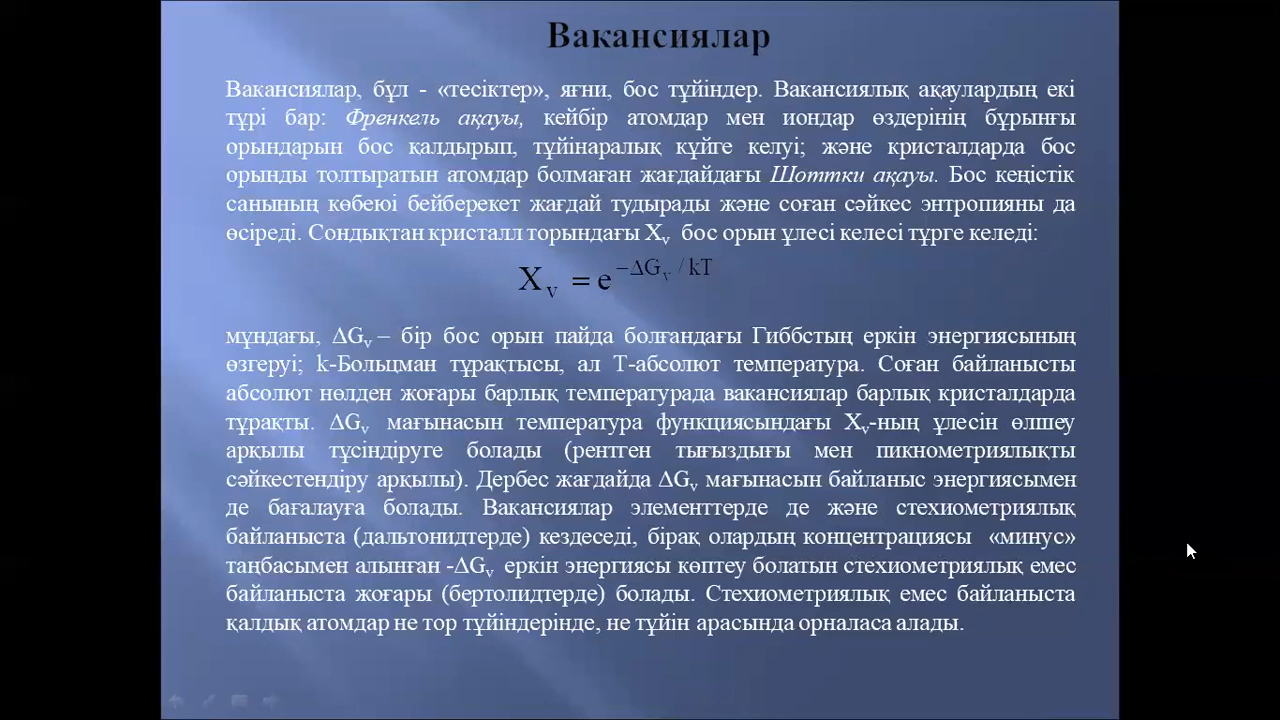 Вакансиялар
Вакансиялар, бұл - «тесіктер», яғни, бос түйіндер. Вакансиялық ақаулардың екі
түрі бар: Френкель ақауы, кейбір атомдар мен иондар өздерінің бұрынғы
орындарын бос қалдырып, түйінаралық күйге келуі; және кристалдарда бос
орынды толтыратын атомдар болмаған жағдайдағы Шоттки ақауы. Бос кеңістік
санының көбеюі бейберекет жағдай тудырады және соған сәйкес энтропияны да
өсіреді. Сондықтан кристалл торындағы Xv бос орын үлесі келесі түрге келеді:
Xv = e^–ΔGv / kT
мұндағы, ΔGv – бір бос орын пайда болғандағы Гиббстың еркін энергиясының
өзгеруі; k-Больцман тұрақтысы, ал Т-абсолют температура. Соған байланысты
абсолют нөлден жоғары барлық температурада вакансиялар барлық кристалдарда
тұрақты. ΔGv мағынасын температура функциясындағы Xv-ның үлесін өлшеу
арқылы түсіндіруге болады (рентген тығыздығы мен пикнометриялықты
сәйкестендіру арқылы). Дербес жағдайда ΔGv мағынасын байланыс энергиясымен
де бағалауға болады. Вакансиялар элементтерде де және стехиометриялық
байланыста (дальтонидтерде) кездеседі, бірақ олардың концентрациясы «минус»
таңбасымен алынған -ΔGv еркін энергиясы көптеу болатын стехиометриялық емес
байланыста жоғары (бертолидтерде) болады. Стехиометриялық емес байланыста
қалдық атомдар не тор түйіндерінде, не түйін арасында орналаса алады.